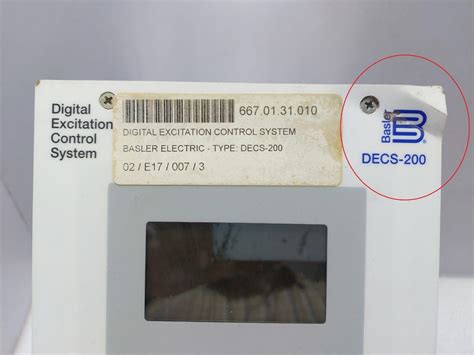 Digital
Excitation
Control
System
667.01.31.010
DIGITAL EXCITATION CONTROL SYSTEM
BASLER ELECTRIC - TYPE: DECS-200
02 / E17 / 007 / 3
Basler
B
DECS-200